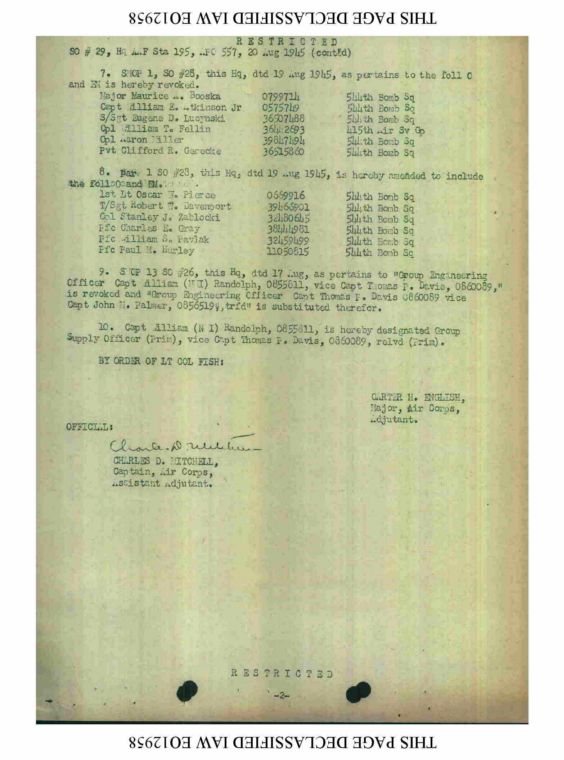 THIS PAGE DECLASSIFIED IAW EO12958
R E S T R I C T E D
SO # 29, Hq AAF Sta 195, APO 557, 20 Aug 1945 (contd)
7. SMOP 1, SO #28, this Hq, dtd 19 Aug 1945, as pertains to the foll O
and EM is hereby revoked.
Major Maurice A. Booska 0799714 544th Bomb Sq
Capt William E. Atkinson Jr 0575749 544th Bomb Sq
S/Sgt Eugene D. Lucynski 36507488 544th Bomb Sq
Cpl William T. Fellin 415th Air Sv Gp
Cpl Aaron Miller 39847494 544th Bomb Sq
Pvt Clifford R. 36515860 544th Bomb Sq
8. Par 1 SO #28, this Hq, dtd 19 Aug 1945, is hereby amended to include
the foll O and EM.
1st Lt Oscar W. Pierce 0689916 544th Bomb Sq
T/Sgt Robert W. Davenport 39466901 544th Bomb Sq
Cpl Stanley J. Zablocki 32480645 544th Bomb Sq
Pfc Charles E. Gray 38444981 544th Bomb Sq
Pfc William S. Pavlak 32459499 544th Bomb Sq
Pfc Paul M. Hurley 11050815 544th Bomb Sq
9. SMOP 13 SO #26, this Hq, dtd 17 Aug, as pertains to "Group Engineering
Officer Capt William (N I) Randolph, 0855811, vice Capt Thomas P. Davis, 0860089,"
is revoked and "Group Engineering Officer Capt Thomas P. Davis 0860089 vice
Capt John M. Palmer, 0856519, trfd" is substituted therefor.
10. Capt William (N I) Randolph, 0855811, is hereby designated Group
Supply Officer (Prim), vice Capt Thomas P. Davis, 0860089, relvd (Prim).
BY ORDER OF LT COL FISH:
CARTER H. ENGLISH,
Major, Air Corps,
Adjutant.
OFFICIAL:
Charles D. Mitchell
CHARLES D. MITCHELL,
Captain, Air Corps,
Assistant Adjutant.
R E S T R I C T E D
-2-
THIS PAGE DECLASSIFIED IAW EO12958